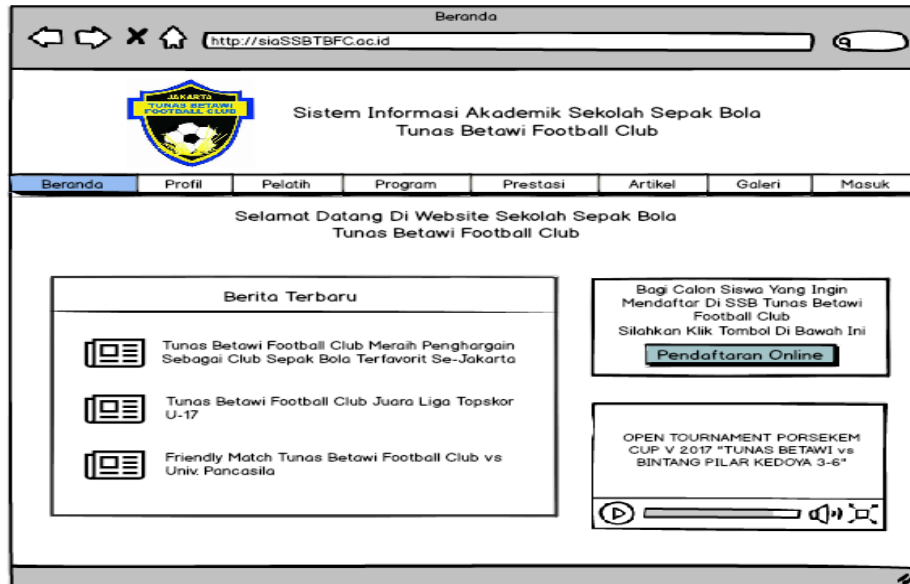 Beranda
http://siaSSBTBFC.ac.id
JAKARTA
TUNAS BETAWI
FOOTBALL CLUB
Sistem Informasi Akademik Sekolah Sepak Bola
Tunas Betawi Football Club
Beranda Profil Pelatih Program Prestasi Artikel Galeri Masuk
Selamat Datang Di Website Sekolah Sepak Bola
Tunas Betawi Football Club
Berita Terbaru
Tunas Betawi Football Club Meraih Penghargain
Sebagai Club Sepak Bola Terfavorit Se-Jakarta
Tunas Betawi Football Club Juara Liga Topskor
U-17
Friendly Match Tunas Betawi Football Club vs
Univ. Pancasila
Bagi Calon Siswa Yang Ingin
Mendaftar Di SSB Tunas Betawi
Football Club
Silahkan Klik Tombol Di Bawah Ini
Pendaftaran Online
OPEN TOURNAMENT PORSEKEM
CUP V 2017 "TUNAS BETAWI vs
BINTANG PILAR KEDOYA 3-6"